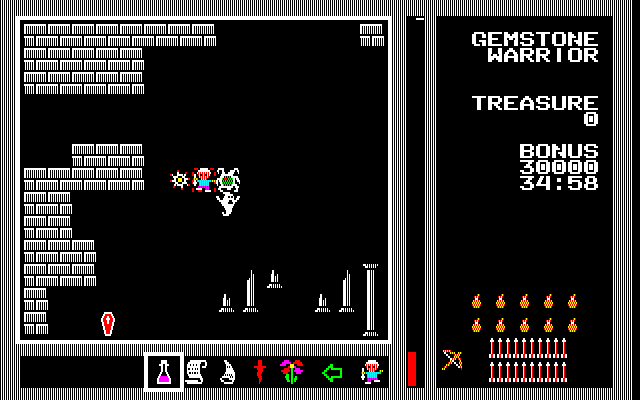 GEMSTONE
WARRIOR
TREASURE
0
BONUS
30000
34:58